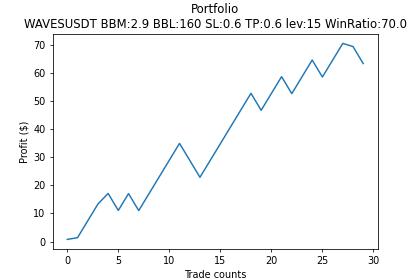 Portfolio
WAVESUSDT BBM:2.9 BBL:160 SL:0.6 TP:0.6 lev:15 WinRatio:70.0
Profit ($)
70
60
50
40
30
20
10
0
0 5 10 15 20 25 30
Trade counts